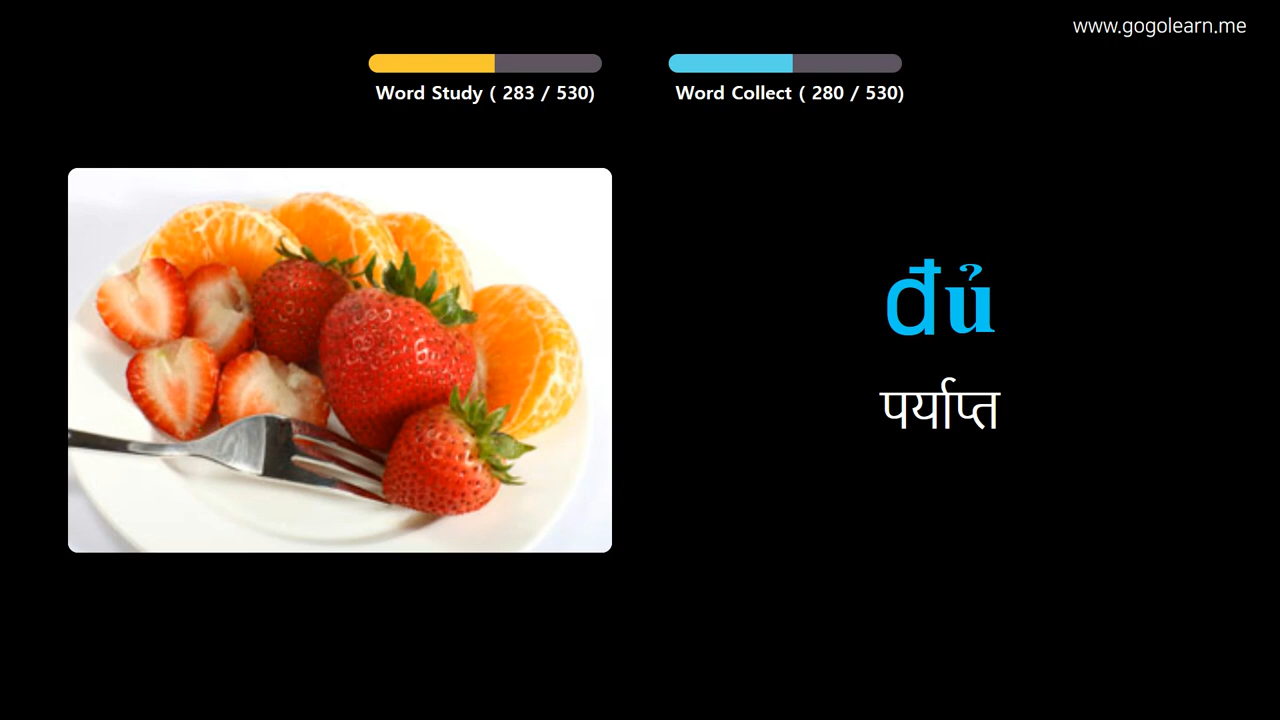 www.gogolearn.me
Word Study ( 283 / 530)
Word Collect ( 280 / 530)
đủ
पर्याप्त